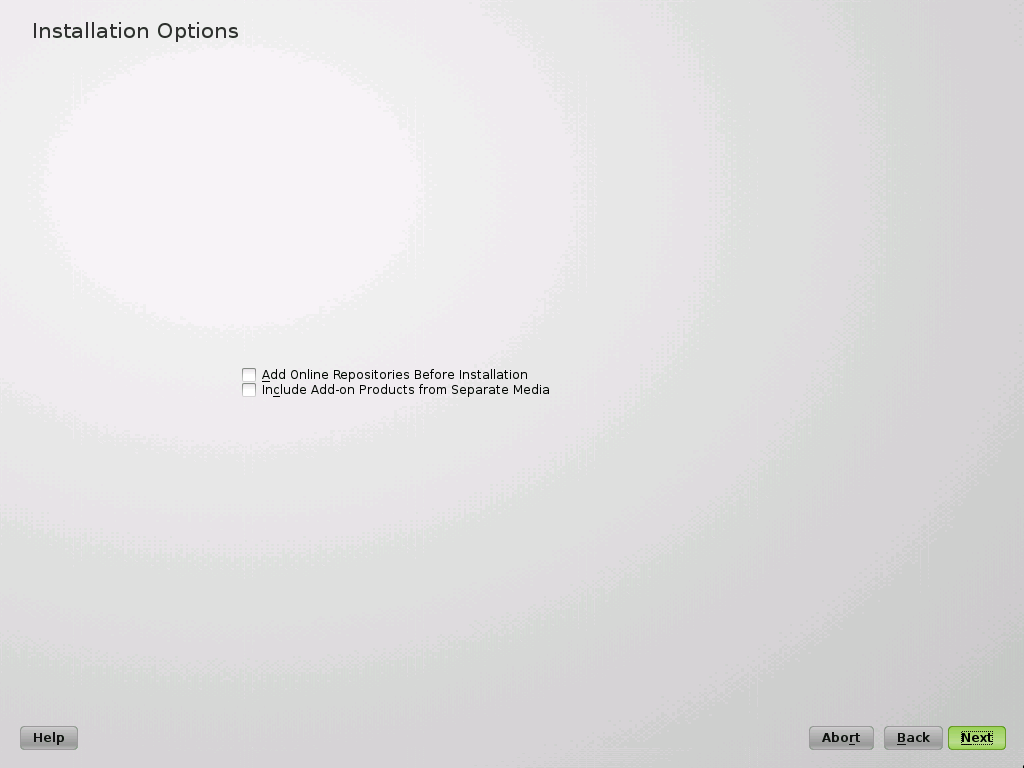 Installation Options
Add Online Repositories Before Installation
Include Add-on Products from Separate Media
Help
Abort
Back
Next